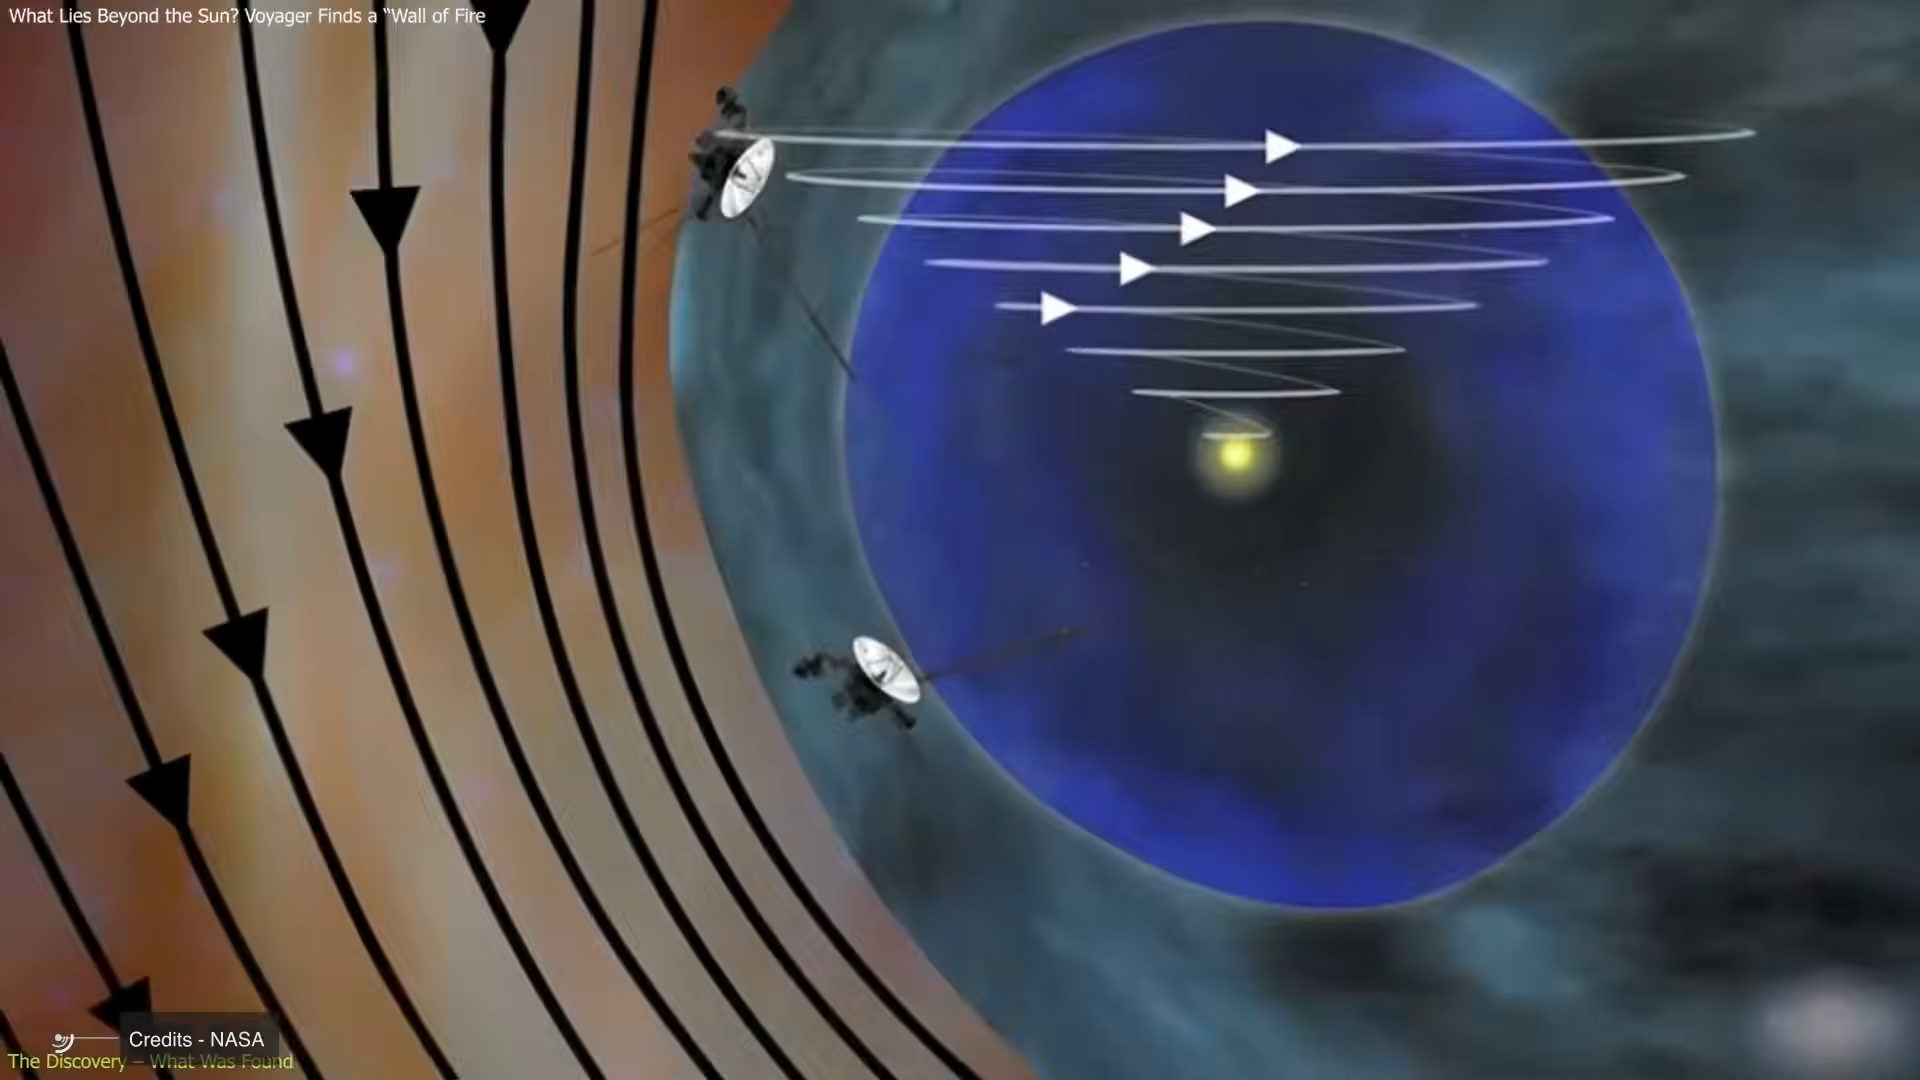 What Lies Beyond the Sun? Voyager Finds a “Wall of Fire
Credits - NASA
The Discovery – What Was Found